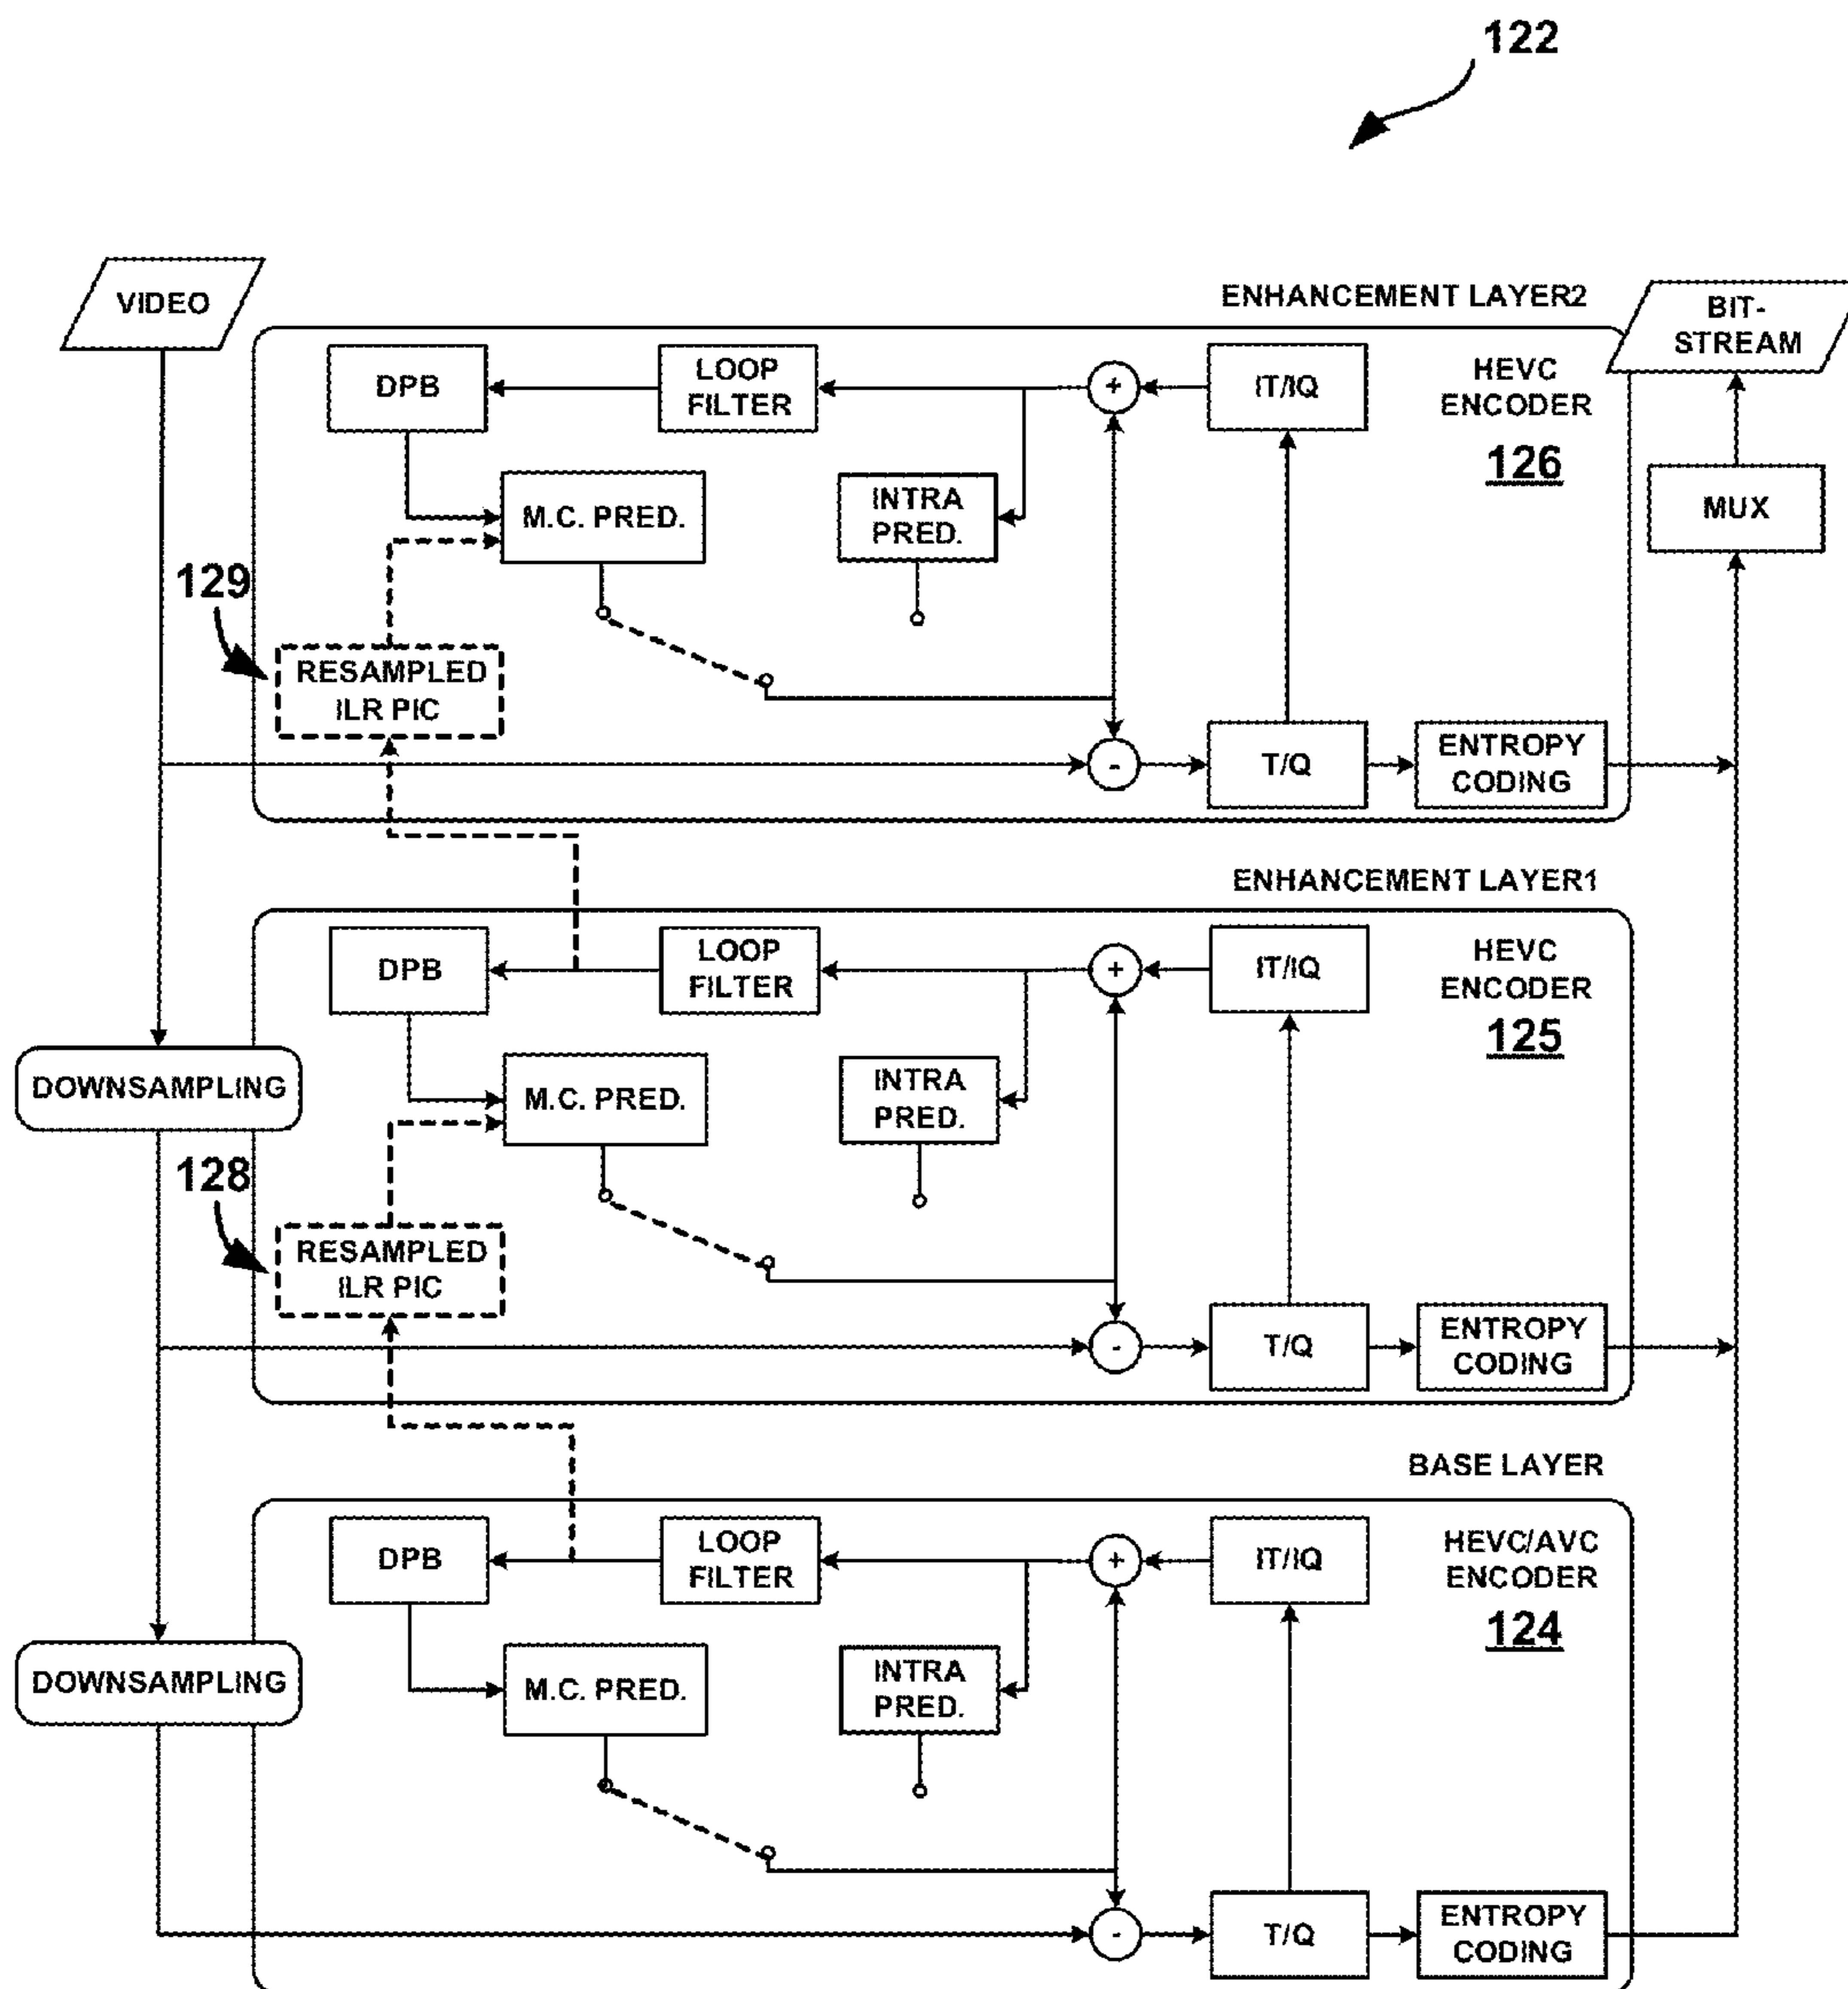 122
VIDEO
ENHANCEMENT LAYER2
BIT-
STREAM
DPB
LOOP
FILTER
+
IT/IQ
HEVC
ENCODER
126
M.C. PRED.
INTRA
PRED.
MUX
129
RESAMPLED
ILR PIC
-
T/Q
ENTROPY
CODING
ENHANCEMENT LAYER1
DPB
LOOP
FILTER
+
IT/IQ
HEVC
ENCODER
125
DOWNSAMPLING
M.C. PRED.
INTRA
PRED.
128
RESAMPLED
ILR PIC
-
T/Q
ENTROPY
CODING
BASE LAYER
DPB
LOOP
FILTER
+
IT/IQ
HEVC/AVC
ENCODER
124
DOWNSAMPLING
M.C. PRED.
INTRA
PRED.
-
T/Q
ENTROPY
CODING